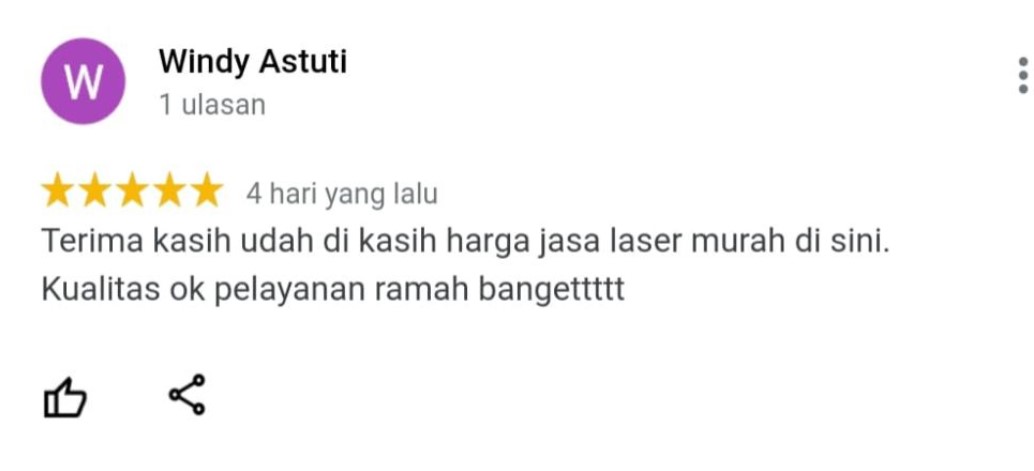 W
Windy Astuti
1 ulasan
4 hari yang lalu
Terima kasih udah di kasih harga jasa laser murah di sini.
Kualitas ok pelayanan ramah bangettttt